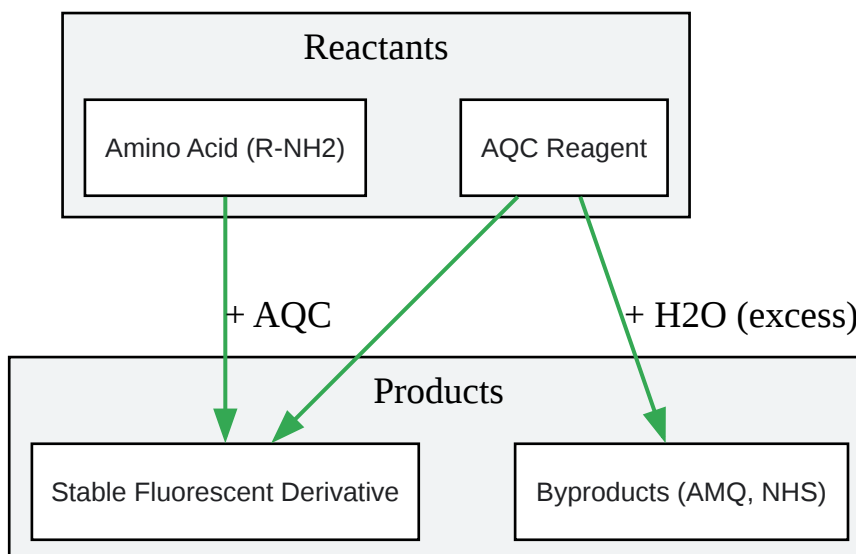 Reactants
Amino Acid (R-NH2)
AQC Reagent
+ AQC
+ H2O (excess)
Products
Stable Fluorescent Derivative
Byproducts (AMQ, NHS)